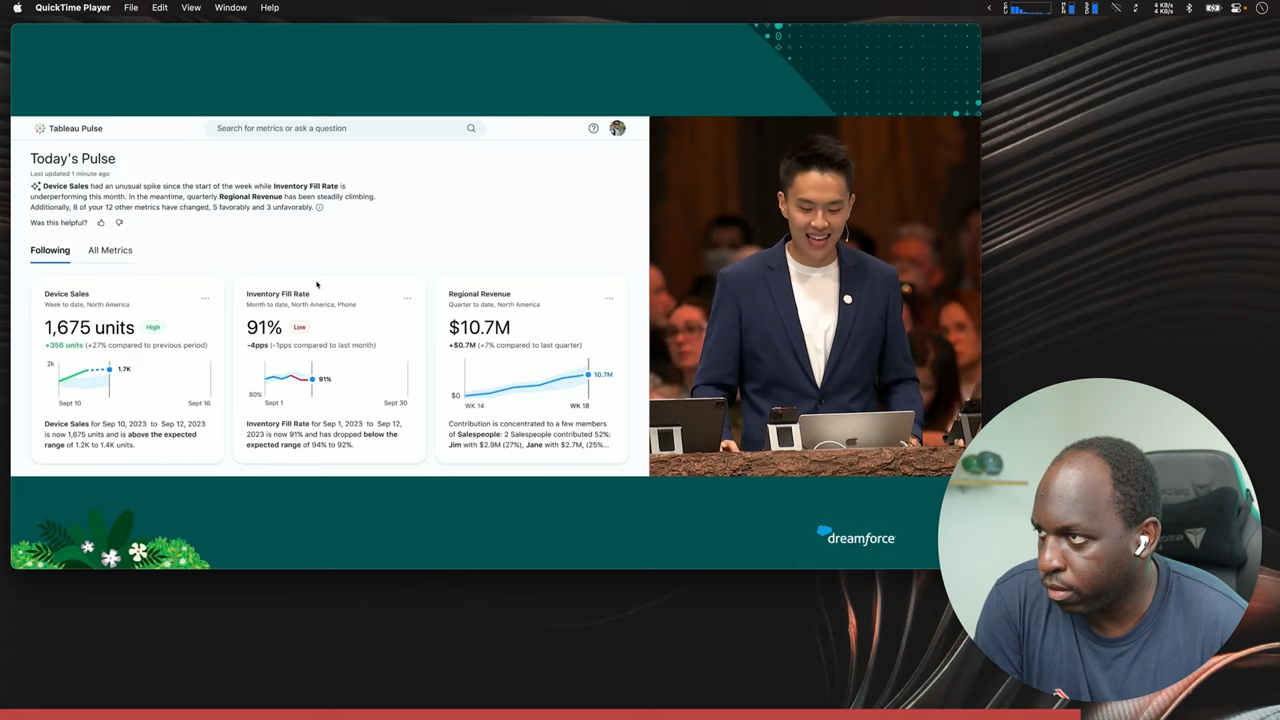 QuickTime Player File Edit View Window Help
4 KB/s
4 KB/s
Tableau Pulse
Search for metrics or ask a question
Today's Pulse
Last updated 1 minute ago
Device Sales had an unusual spike since the start of the week while Inventory Fill Rate is
underperforming this month. In the meantime, quarterly Regional Revenue has been steadily climbing.
Additionally, 8 of your 12 other metrics have changed, 5 favorably and 3 unfavorably.
Was this helpful?
Following All Metrics
Device Sales
Week to date, North America
1,675 units High
+356 units (+27% compared to previous period)
2k
1.7K
Sept 10 Sept 16
Device Sales for Sep 10, 2023 to Sep 12, 2023
is now 1,675 units and is above the expected
range of 1.2K to 1.4K units.
Inventory Fill Rate
Month to date, North America, Phone
91% Low
-4pps (-1pps compared to last month)
91%
80%
Sept 1 Sept 30
Inventory Fill Rate for Sep 1, 2023 to Sep 12,
2023 is now 91% and has dropped below the
expected range of 94% to 92%.
Regional Revenue
Quarter to date, North America
$10.7M
+$0.7M (+7% compared to last quarter)
10.7M
$0
WK 14 WK 18
Contribution is concentrated to a few members
of Salespeople: 2 Salespeople contributed 52%:
Jim with $2.9M (27%), Jane with $2.7M, (25%...
dreamforce